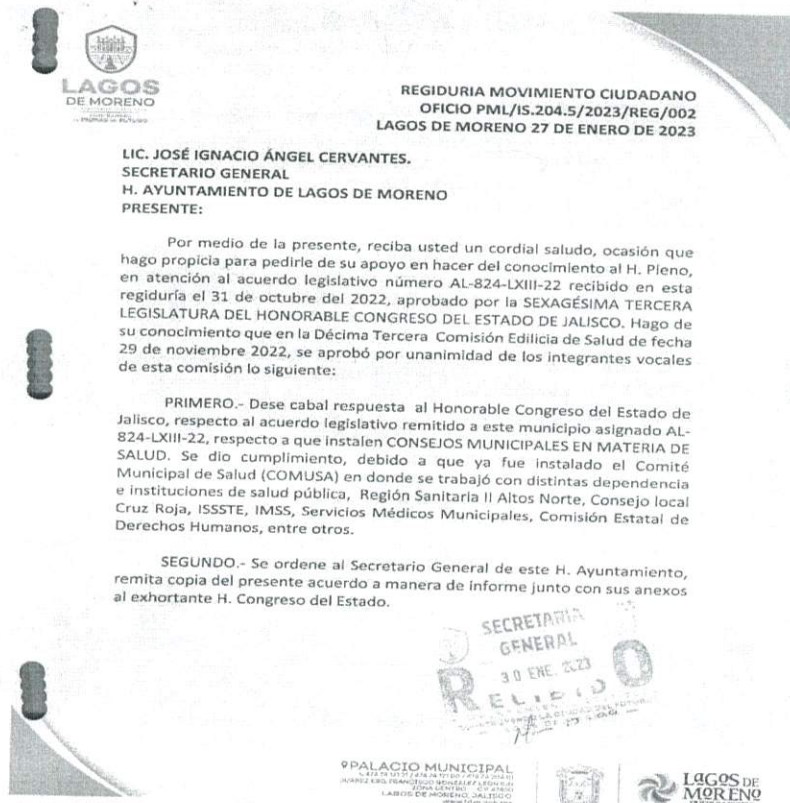 LAGOS
DE MORENO
REGIDURIA MOVIMIENTO CIUDADANO
OFICIO PML/IS.204.5/2023/REG/002
LAGOS DE MORENO 27 DE ENERO DE 2023
LIC. JOSÉ IGNACIO ÁNGEL CERVANTES.
SECRETARIO GENERAL
H. AYUNTAMIENTO DE LAGOS DE MORENO
PRESENTE:
Por medio de la presente, reciba usted un cordial saludo, ocasión que
hago propicia para pedirle de su apoyo en hacer del conocimiento al H. Pleno,
en atención al acuerdo legislativo número AL-824-LXIII-22 recibido en esta
regiduría el 31 de octubre del 2022, aprobado por la SEXAGÉSIMA TERCERA
LEGISLATURA DEL HONORABLE CONGRESO DEL ESTADO DE JALISCO. Hago de
su conocimiento que en la Décima Tercera Comisión Edilicia de Salud de fecha
29 de noviembre 2022, se aprobó por unanimidad de los integrantes vocales
de esta comisión lo siguiente:
PRIMERO.- Dese cabal respuesta al Honorable Congreso del Estado de
Jalisco, respecto al acuerdo legislativo remitido a este municipio asignado AL-
824-LXIII-22, respecto a que instalen CONSEJOS MUNICIPALES EN MATERIA DE
SALUD. Se dio cumplimiento, debido a que ya fue instalado el Comité
Municipal de Salud (COMUSA) en donde se trabajó con distintas dependencia
e instituciones de salud pública, Región Sanitaria II Altos Norte, Consejo local
Cruz Roja, ISSSTE, IMSS, Servicios Médicos Municipales, Comisión Estatal de
Derechos Humanos, entre otros.
SEGUNDO.- Se ordene al Secretario General de este H. Ayuntamiento,
remita copia del presente acuerdo a manera de informe junto con sus anexos
al exhortante H. Congreso del Estado.
SECRETARIA
GENERAL
30 ENE. 2023
PALACIO MUNICIPAL
LAGOS DE MORENO, JALISCO
LAGOS DE
MORENO